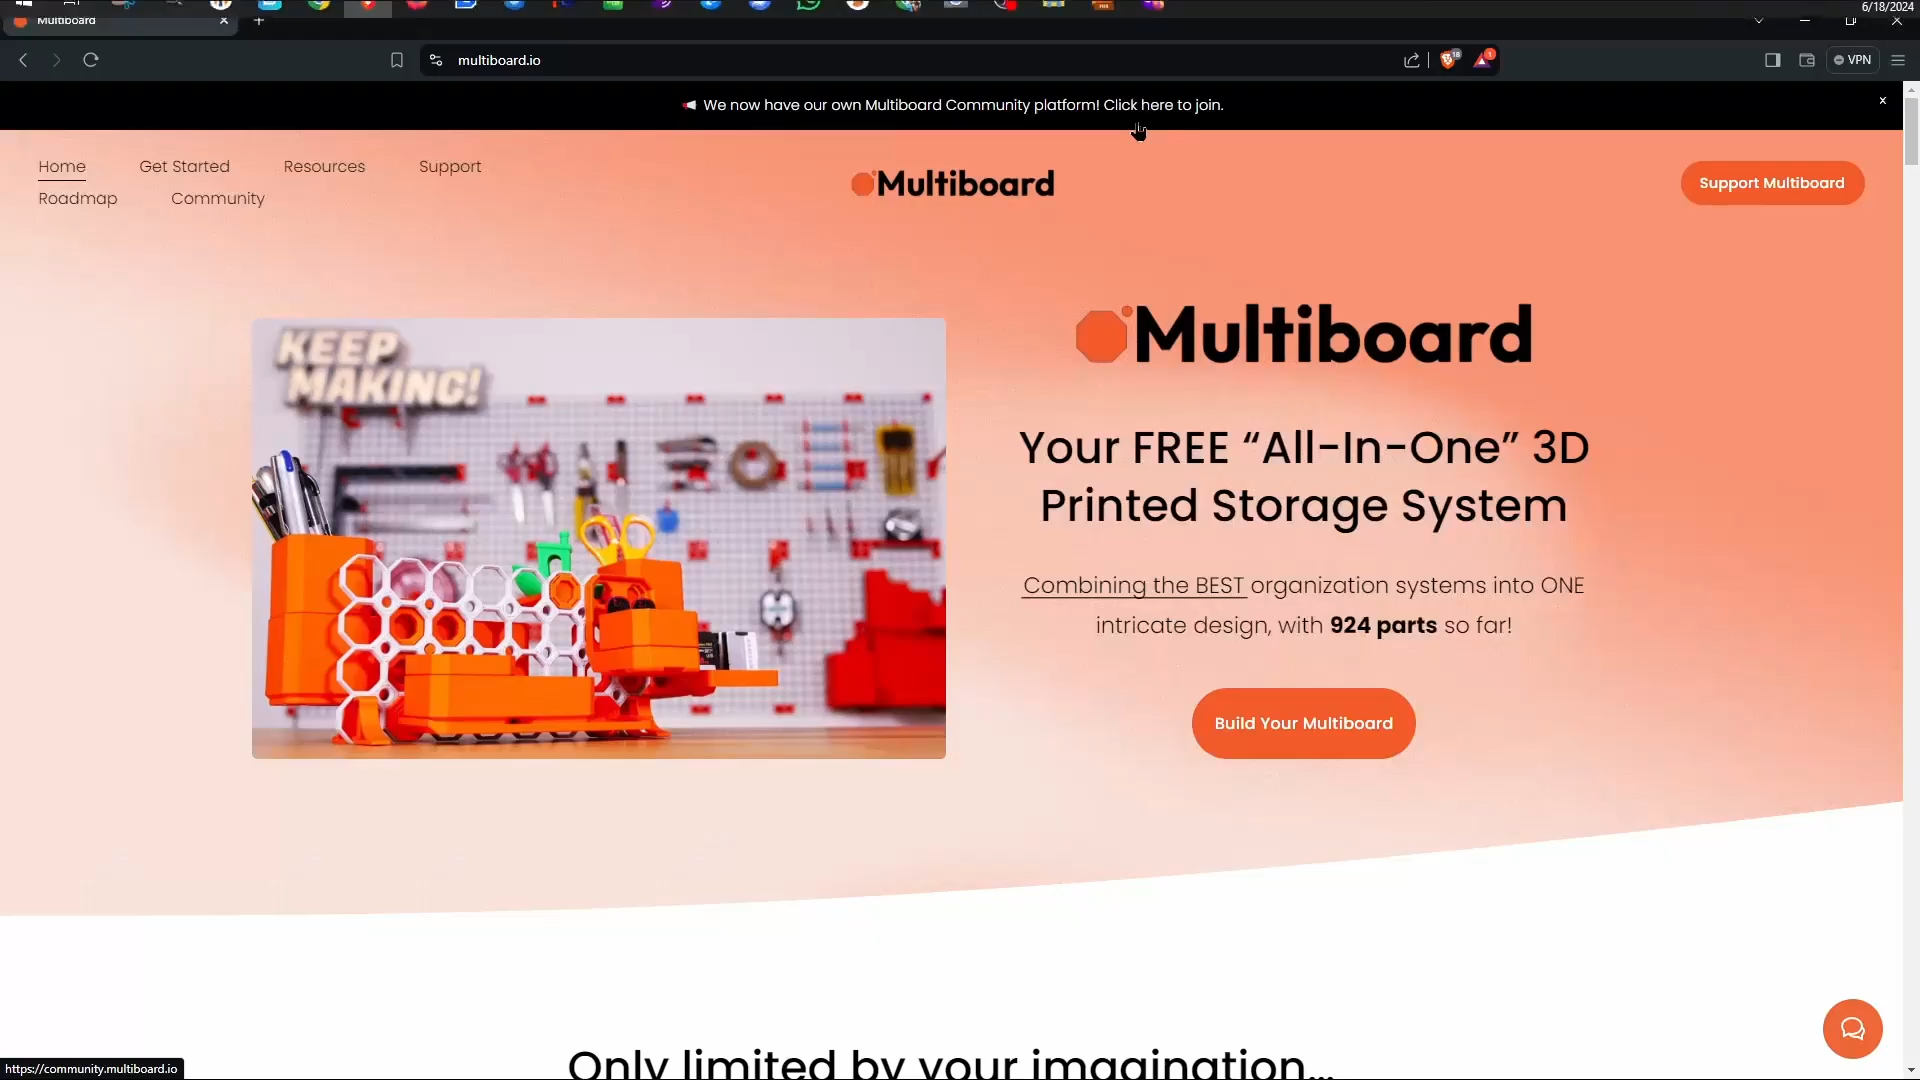 6/18/2024
Multiboard
multiboard.io
18
1
VPN
We now have our own Multiboard Community platform! Click here to join.
x
Home
Get Started
Resources
Support
Roadmap
Community
Multiboard
Support Multiboard
KEEP
MAKING!
Multiboard
Your FREE “All-In-One” 3D
Printed Storage System
Combining the BEST organization systems into ONE
intricate design, with 924 parts so far!
Build Your Multiboard
Only limited by your imagination...
https://community.multiboard.io